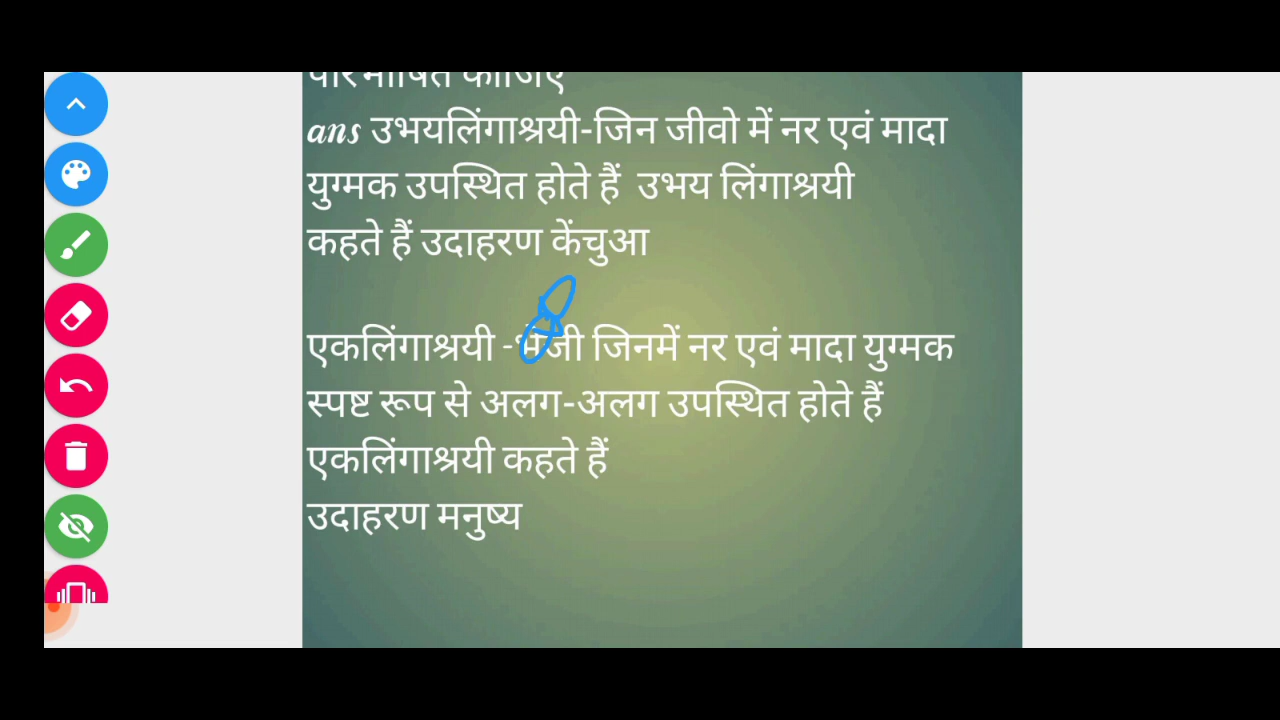 परिभाषित कीजिए
ans उभयलिंगाश्रयी-जिन जीवो में नर एवं मादा
युग्मक उपस्थित होते हैं उभय लिंगाश्रयी
कहते हैं उदाहरण केंचुआ
एकलिंगाश्रयी - जिनमें नर एवं मादा युग्मक
स्पष्ट रूप से अलग-अलग उपस्थित होते हैं
एकलिंगाश्रयी कहते हैं
उदाहरण मनुष्य